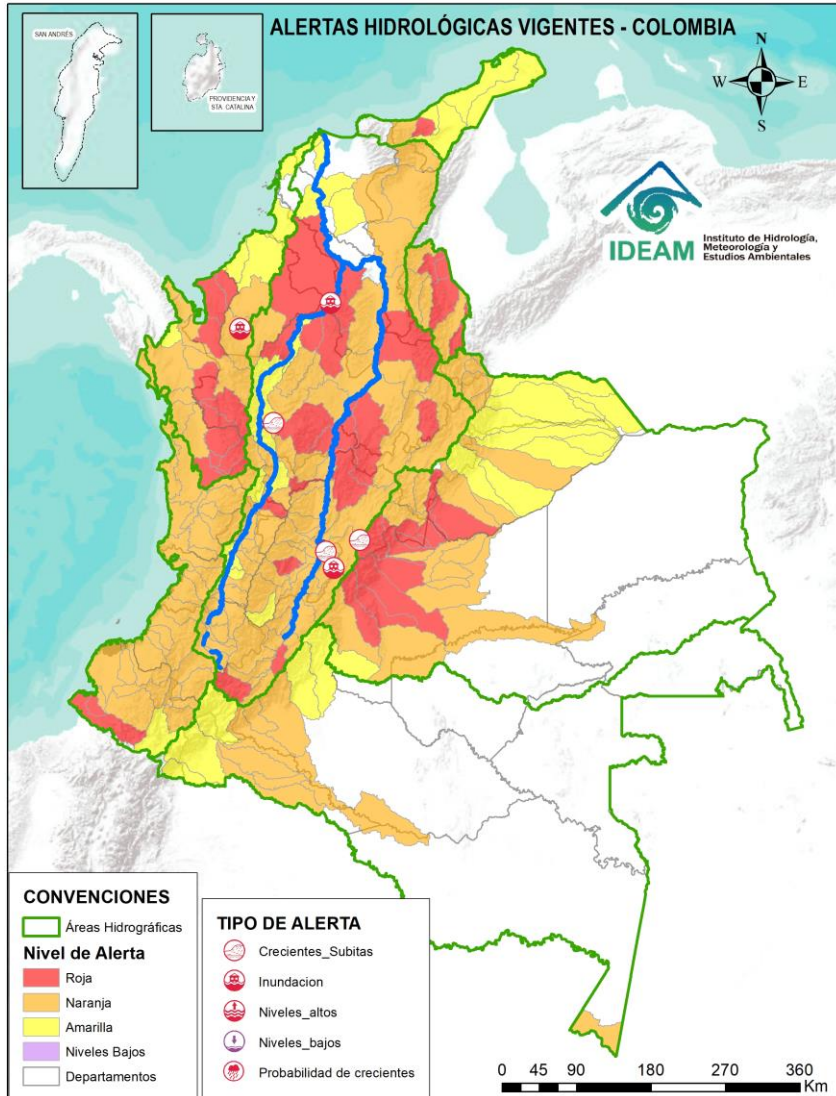 ALERTAS HIDROLÓGICAS VIGENTES - COLOMBIA
SAN ANDRÉS
PROVIDENCIA Y
STA. CATALINA
N
W
E
S
IDEAM
Instituto de Hidrología,
Meteorología y
Estudios Ambientales
CONVENCIONES
Áreas Hidrográficas
Nivel de Alerta
Roja
Naranja
Amarilla
Niveles Bajos
Departamentos
TIPO DE ALERTA
Crecientes_Subitas
Inundacion
Niveles_altos
Niveles_bajos
Probabilidad de crecientes
0 45 90 180 270 360
Km